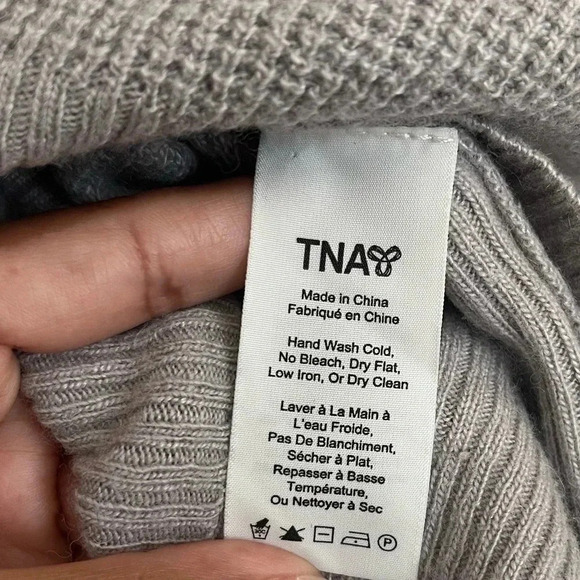 TNA
Made in China
Fabriqué en Chine
Hand Wash Cold,
No Bleach, Dry Flat,
Low Iron, Or Dry Clean
Laver à La Main à
L'eau Froide,
Pas De Blanchiment,
Sécher à Plat,
Repasser à Basse
Température,
Ou Nettoyer à Sec
P